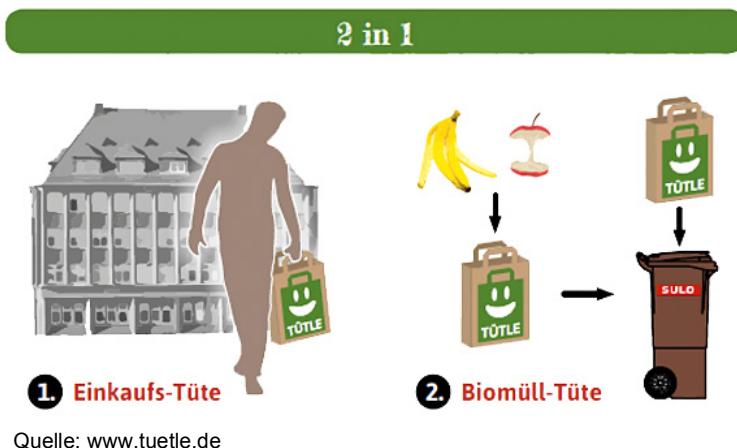 2 in 1
TÜTLE
TÜTLE
TÜTLE
SULO
1. Einkaufs-Tüte
2. Biomüll-Tüte
Quelle: www.tuetle.de